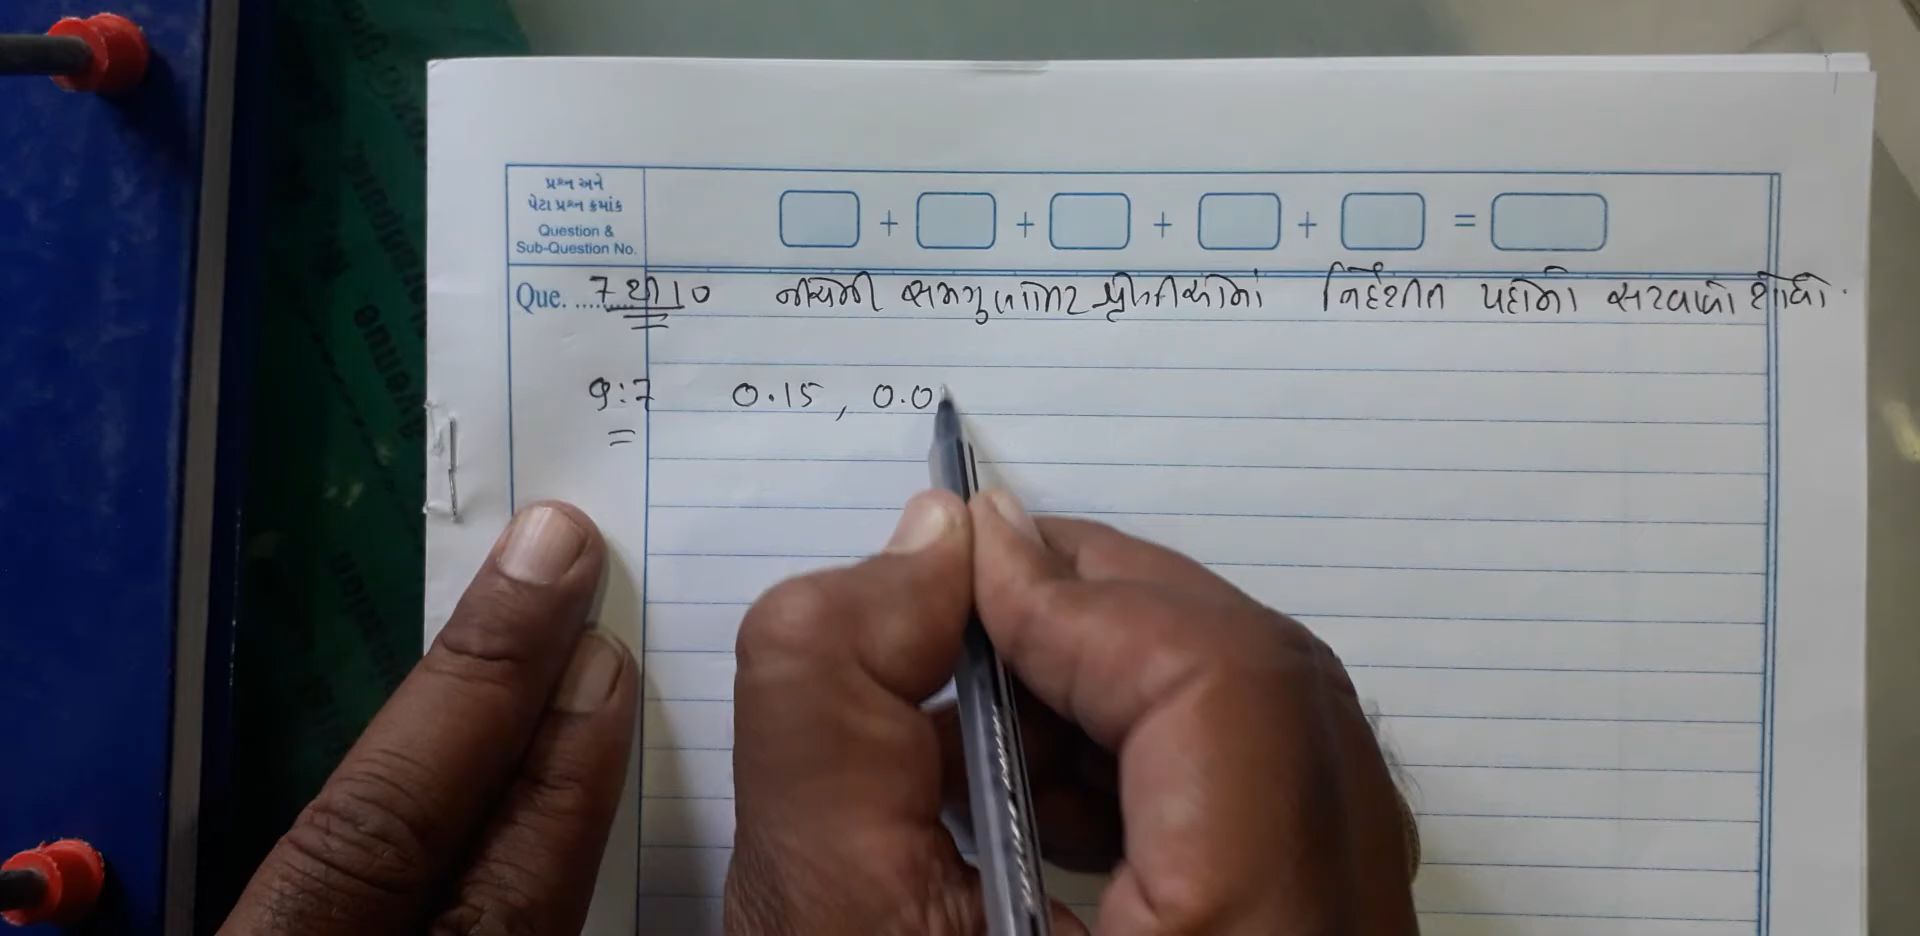 પ્રશ્ન અને
પેટા પ્રશ્ન ક્રમાંક
Question &
Sub-Question No.
+ + + + =
Que. 7 થી 10 નીચેની સમગુણોત્તર શ્રેણીઓમાં નિર્દેશીત પદોનો સરવાળો શોધો.
Q:7 0.15, 0.0